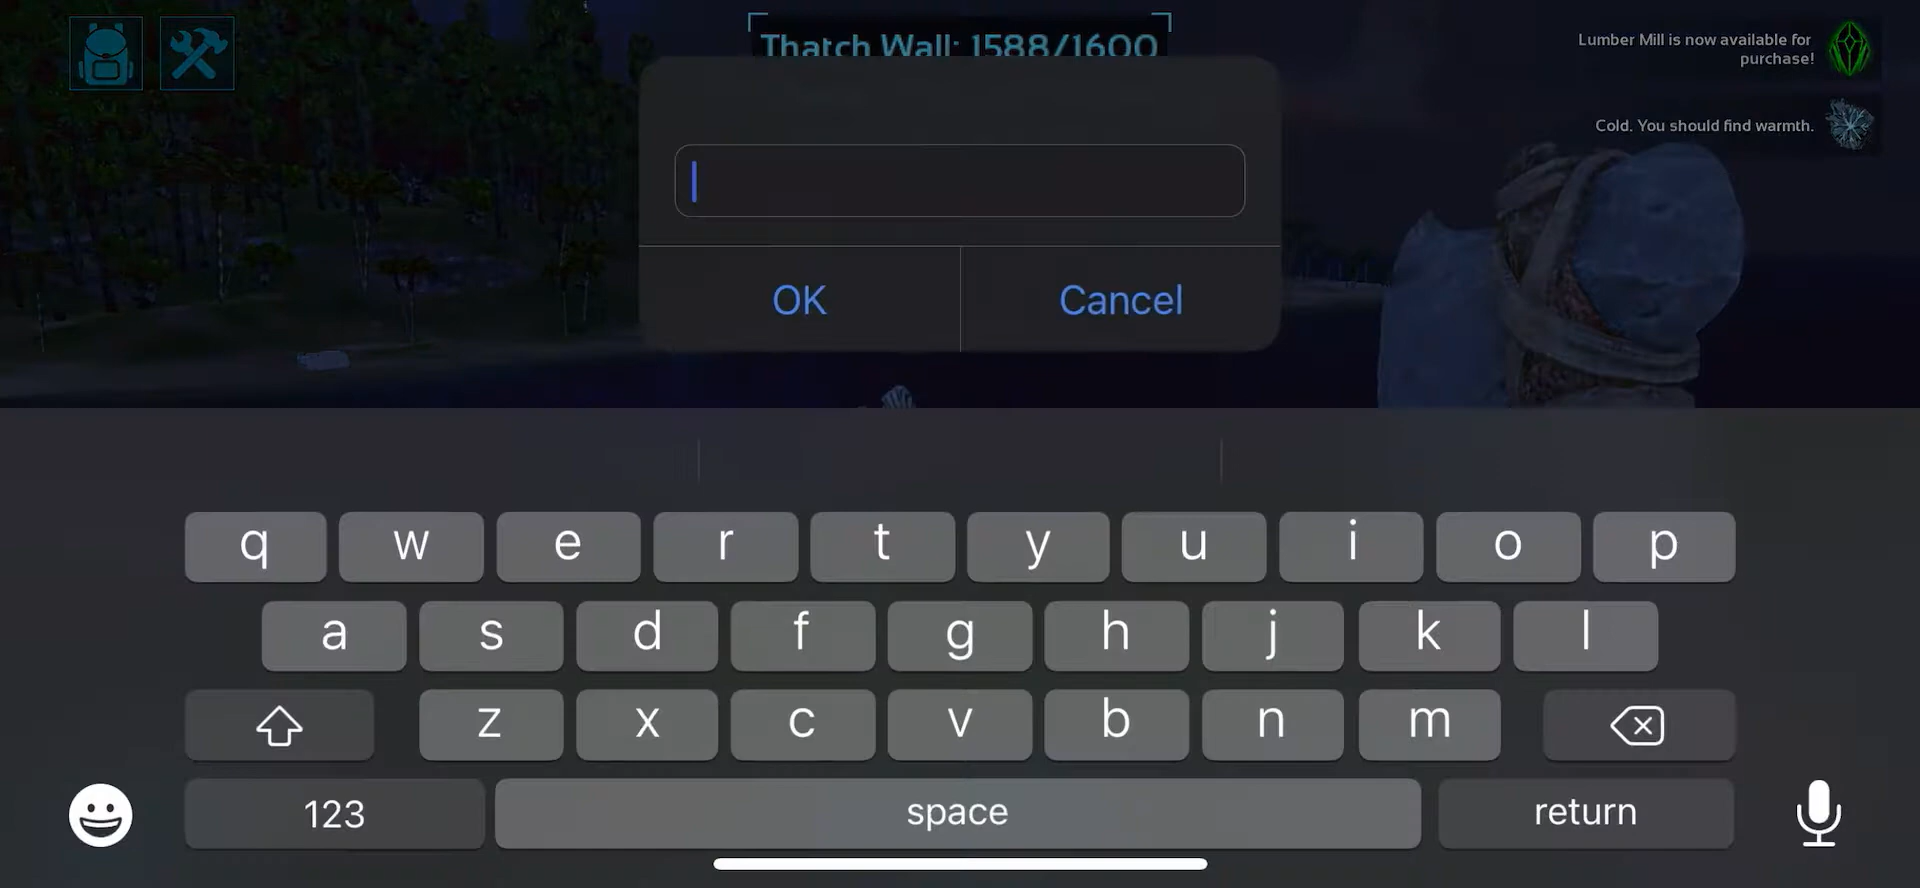 Thatch Wall: 1588/1600
Lumber Mill is now available for
purchase!
Cold. You should find warmth.
OK
Cancel
q w e r t y u i o p
a s d f g h j k l
z x c v b n m
123 space return